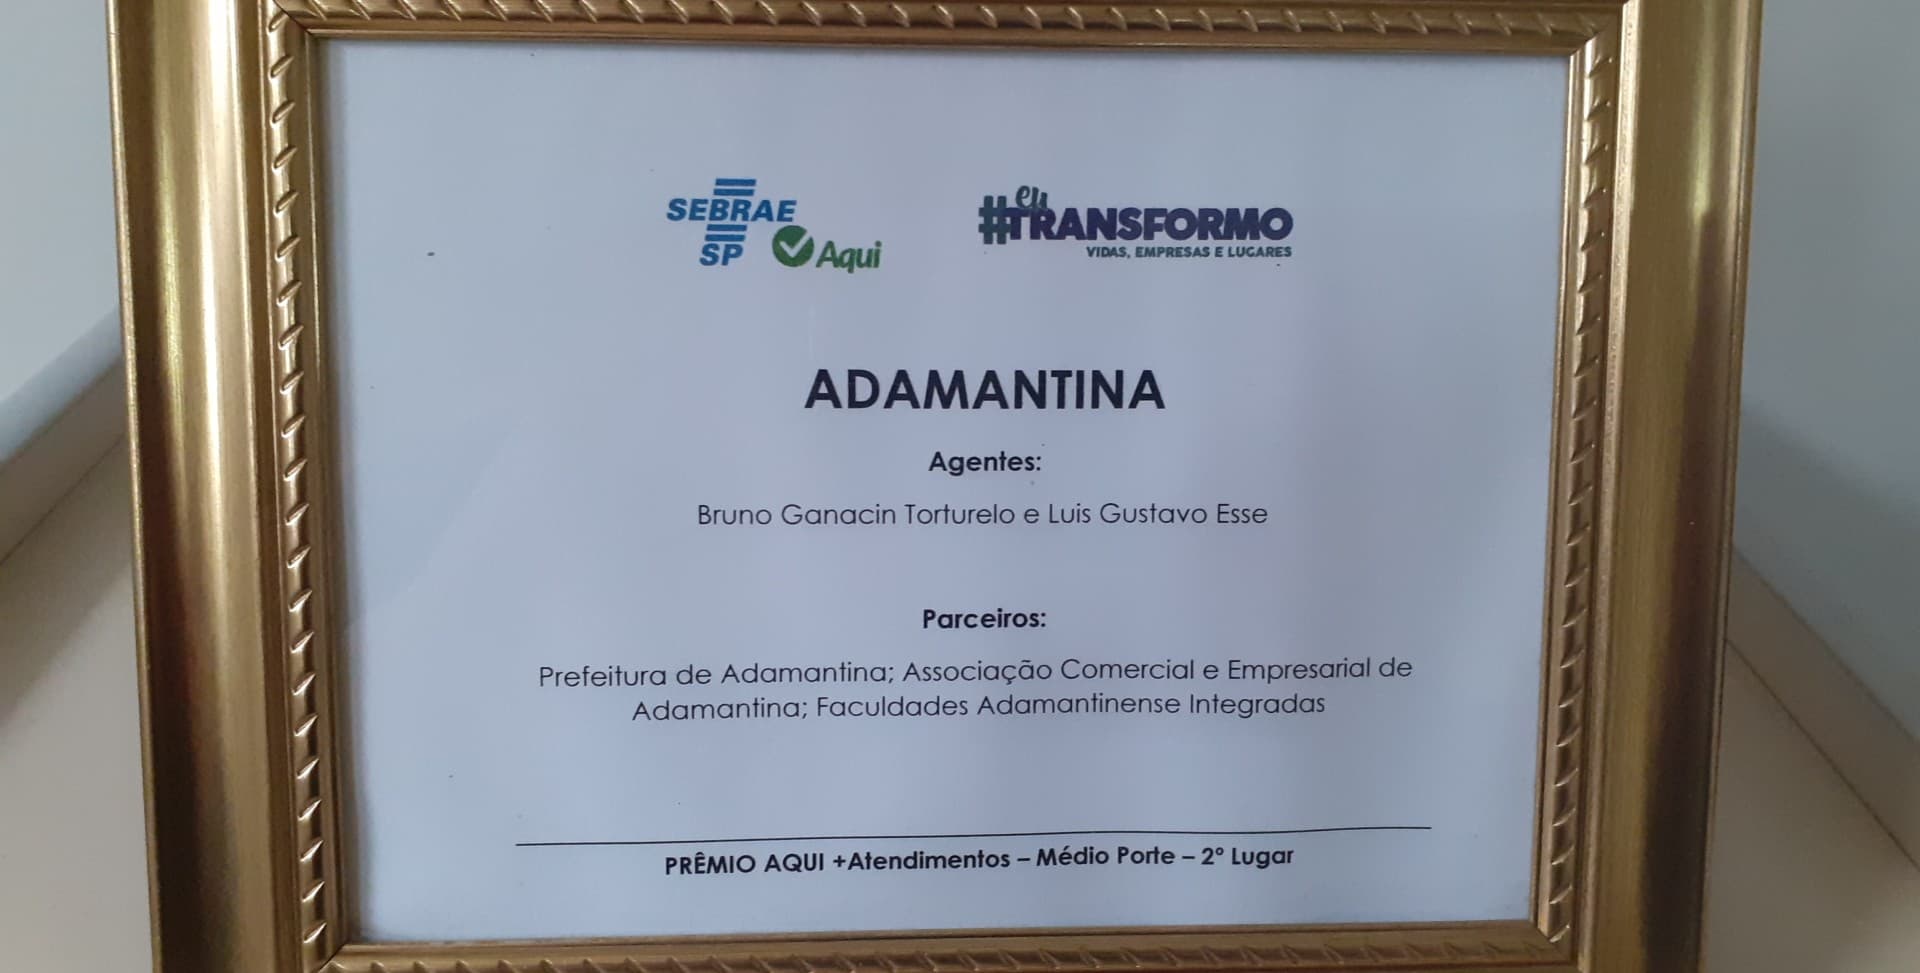 SEBRAE
SP
Aqui
#eu
TRANSFORMO
VIDAS, EMPRESAS E LUGARES
ADAMANTINA
Agentes:
Bruno Ganacin Torturelo e Luis Gustavo Esse
Parceiros:
Prefeitura de Adamantina; Associação Comercial e Empresarial de
Adamantina; Faculdades Adamantinense Integradas
PRÊMIO AQUI +Atendimentos – Médio Porte – 2º Lugar